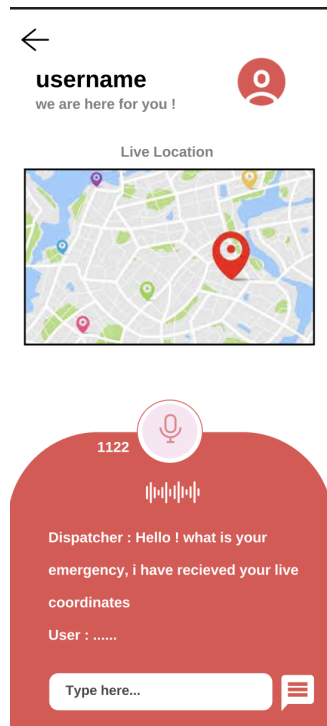 username
we are here for you !
Live Location
1122
Dispatcher : Hello ! what is your
emergency, i have recieved your live
coordinates
User : ......
Type here...